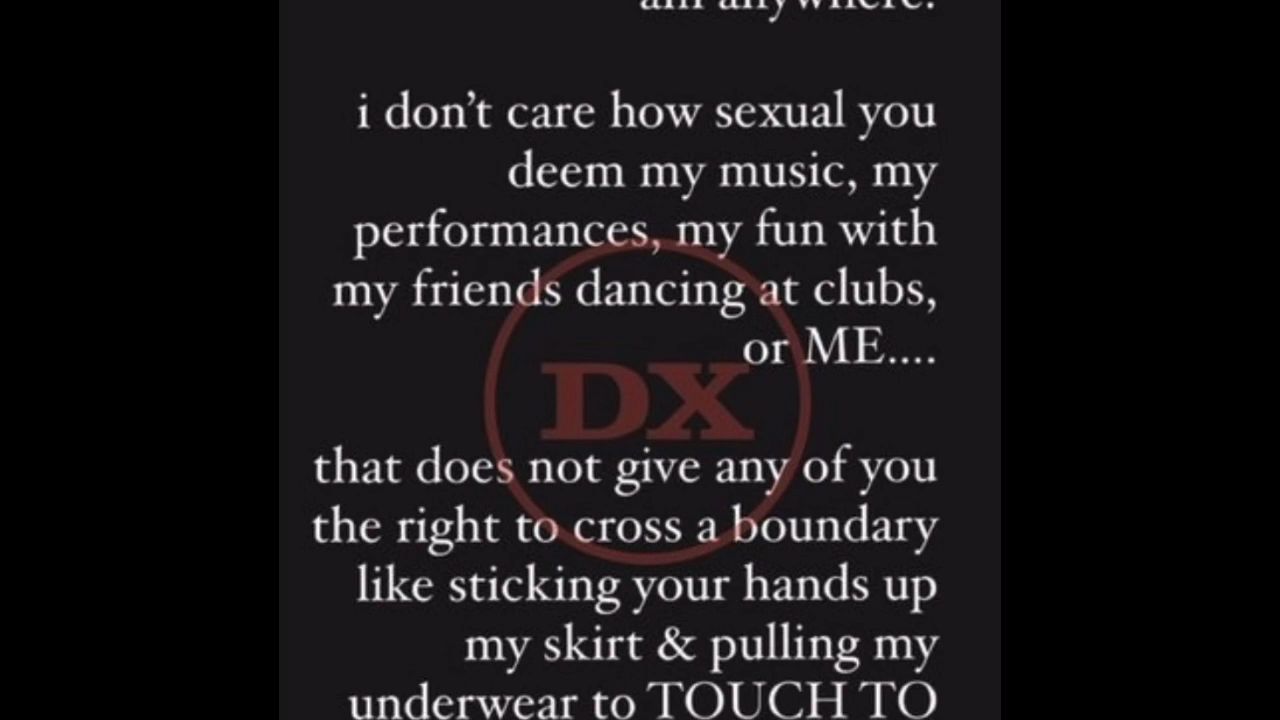 am anywhere.
i don’t care how sexual you
deem my music, my
performances, my fun with
my friends dancing at clubs,
or ME....
DX
that does not give any of you
the right to cross a boundary
like sticking your hands up
my skirt & pulling my
underwear to TOUCH TO